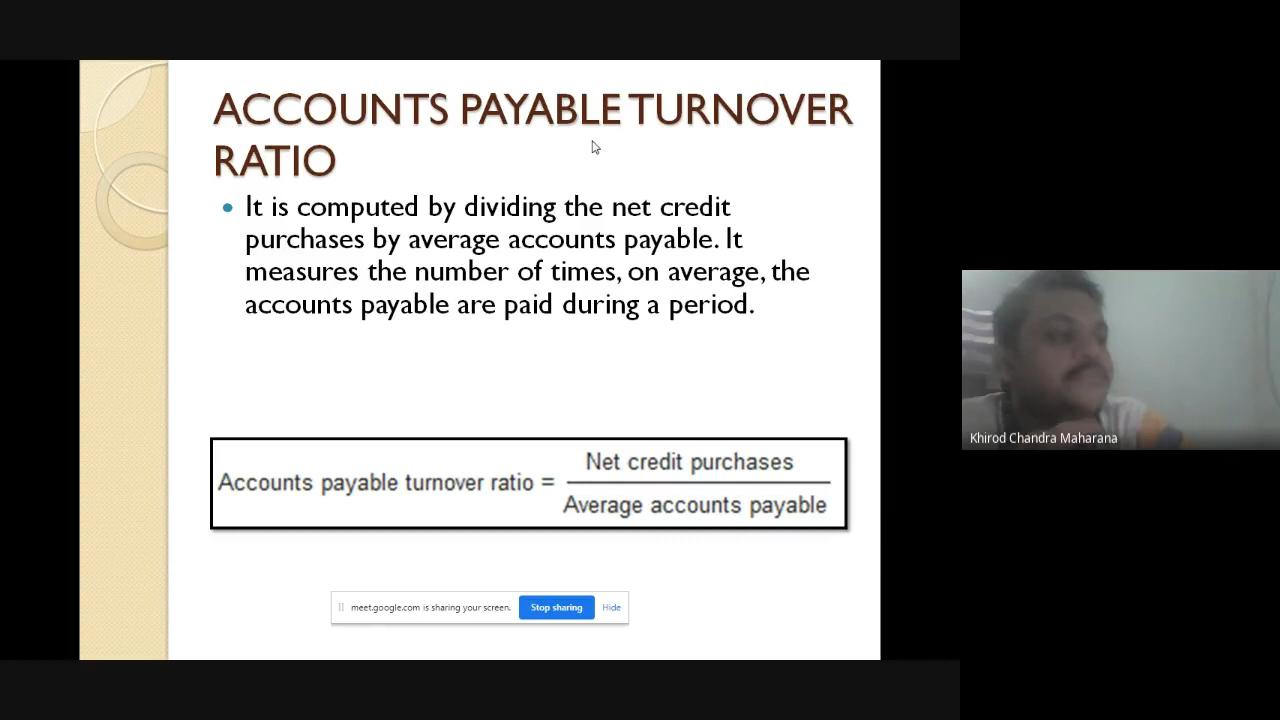 ACCOUNTS PAYABLE TURNOVER
RATIO
It is computed by dividing the net credit
purchases by average accounts payable. It
measures the number of times, on average, the
accounts payable are paid during a period.
Accounts payable turnover ratio =
Net credit purchases
Average accounts payable
Khirod Chandra Maharana
meet.google.com is sharing your screen. Stop sharing Hide